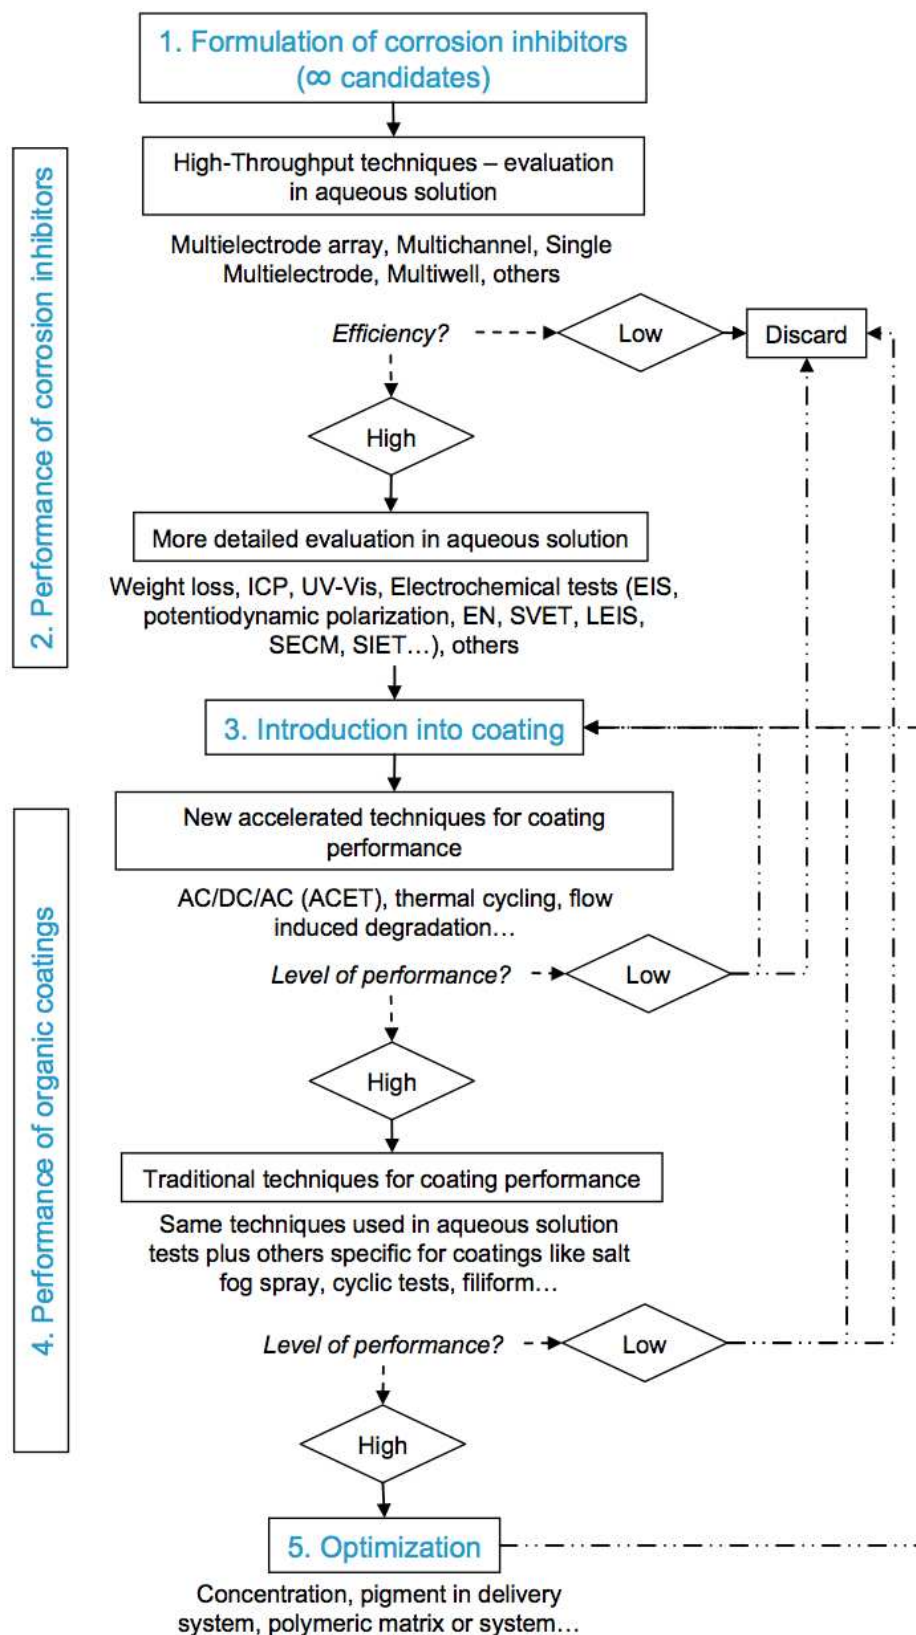 1. Formulation of corrosion inhibitors
(∞ candidates)
2. Performance of corrosion inhibitors
High-Throughput techniques – evaluation
in aqueous solution
Multielectrode array, Multichannel, Single
Multielectrode, Multiwell, others
Efficiency?
Low
Discard
High
More detailed evaluation in aqueous solution
Weight loss, ICP, UV-Vis, Electrochemical tests (EIS,
potentiodynamic polarization, EN, SVET, LEIS,
SECM, SIET…), others
3. Introduction into coating
4. Performance of organic coatings
New accelerated techniques for coating
performance
AC/DC/AC (ACET), thermal cycling, flow
induced degradation…
Level of performance?
Low
High
Traditional techniques for coating performance
Same techniques used in aqueous solution
tests plus others specific for coatings like salt
fog spray, cyclic tests, filiform…
Level of performance?
Low
High
5. Optimization
Concentration, pigment in delivery
system, polymeric matrix or system…